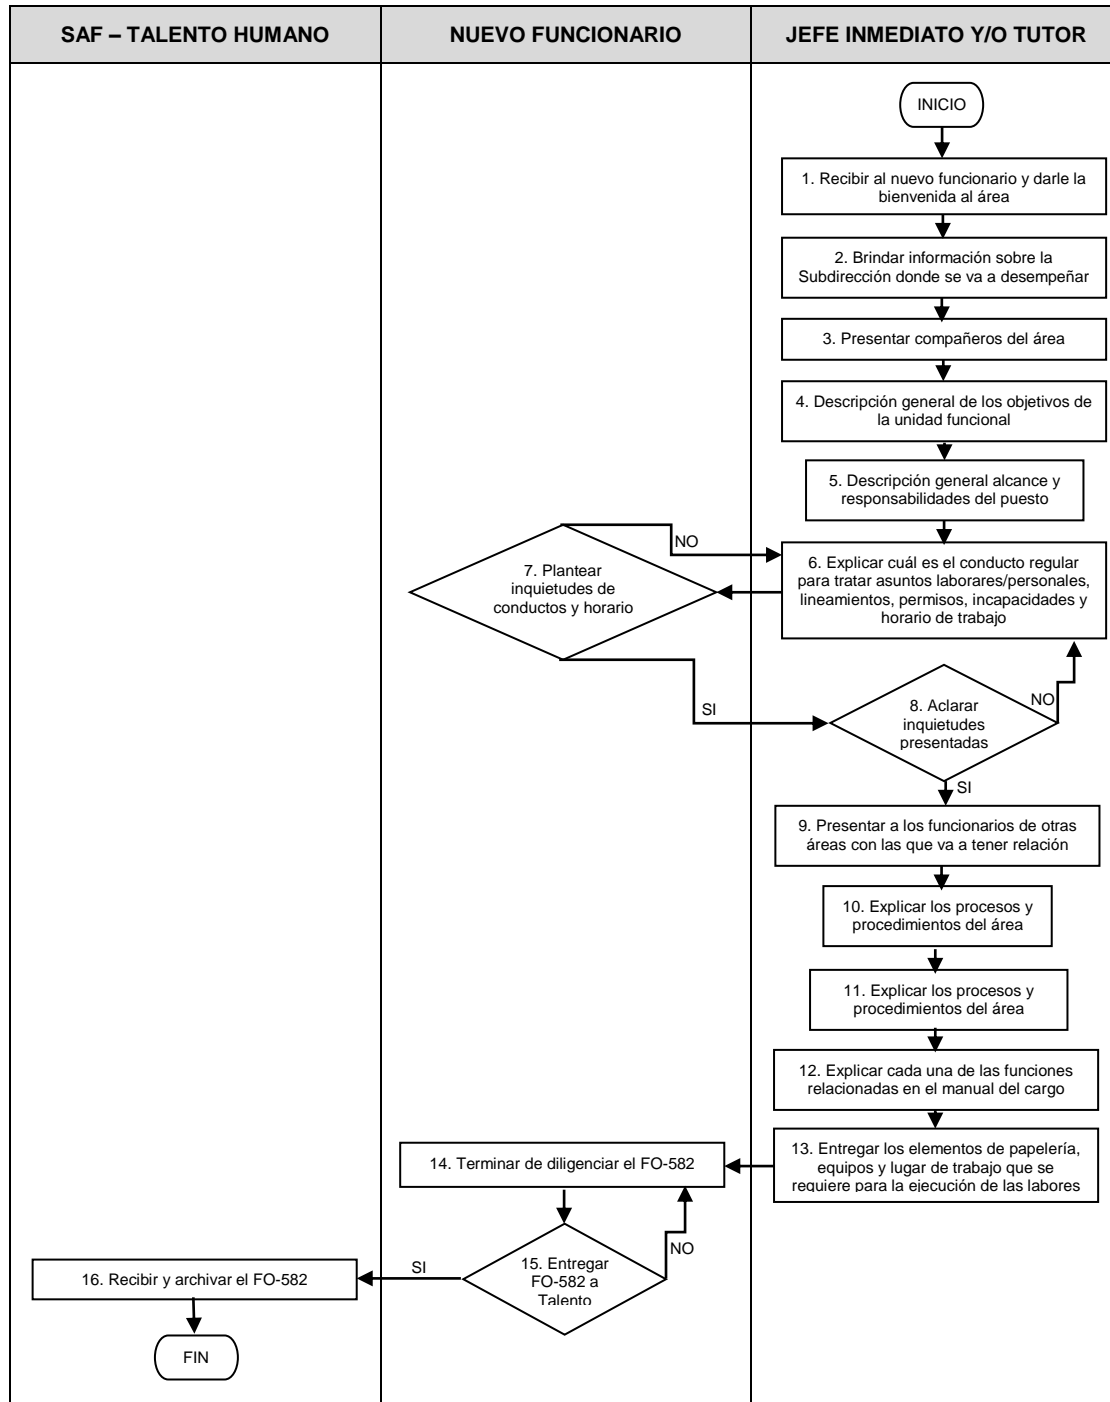 SAF – TALENTO HUMANO
NUEVO FUNCIONARIO
JEFE INMEDIATO Y/O TUTOR
INICIO
1. Recibir al nuevo funcionario y darle la
bienvenida al área
2. Brindar información sobre la
Subdirección donde se va a desempeñar
3. Presentar compañeros del área
4. Descripción general de los objetivos de
la unidad funcional
5. Descripción general alcance y
responsabilidades del puesto
NO
6. Explicar cuál es el conducto regular
para tratar asuntos laborares/personales,
lineamientos, permisos, incapacidades y
horario de trabajo
7. Plantear
inquietudes de
conductos y horario
SI
8. Aclarar
inquietudes
presentadas
NO
SI
9. Presentar a los funcionarios de otras
áreas con las que va a tener relación
10. Explicar los procesos y
procedimientos del área
11. Explicar los procesos y
procedimientos del área
12. Explicar cada una de las funciones
relacionadas en el manual del cargo
13. Entregar los elementos de papelería,
equipos y lugar de trabajo que se
requiere para la ejecución de las labores
14. Terminar de diligenciar el FO-582
NO
15. Entregar
FO-582 a
Talento
SI
16. Recibir y archivar el FO-582
FIN